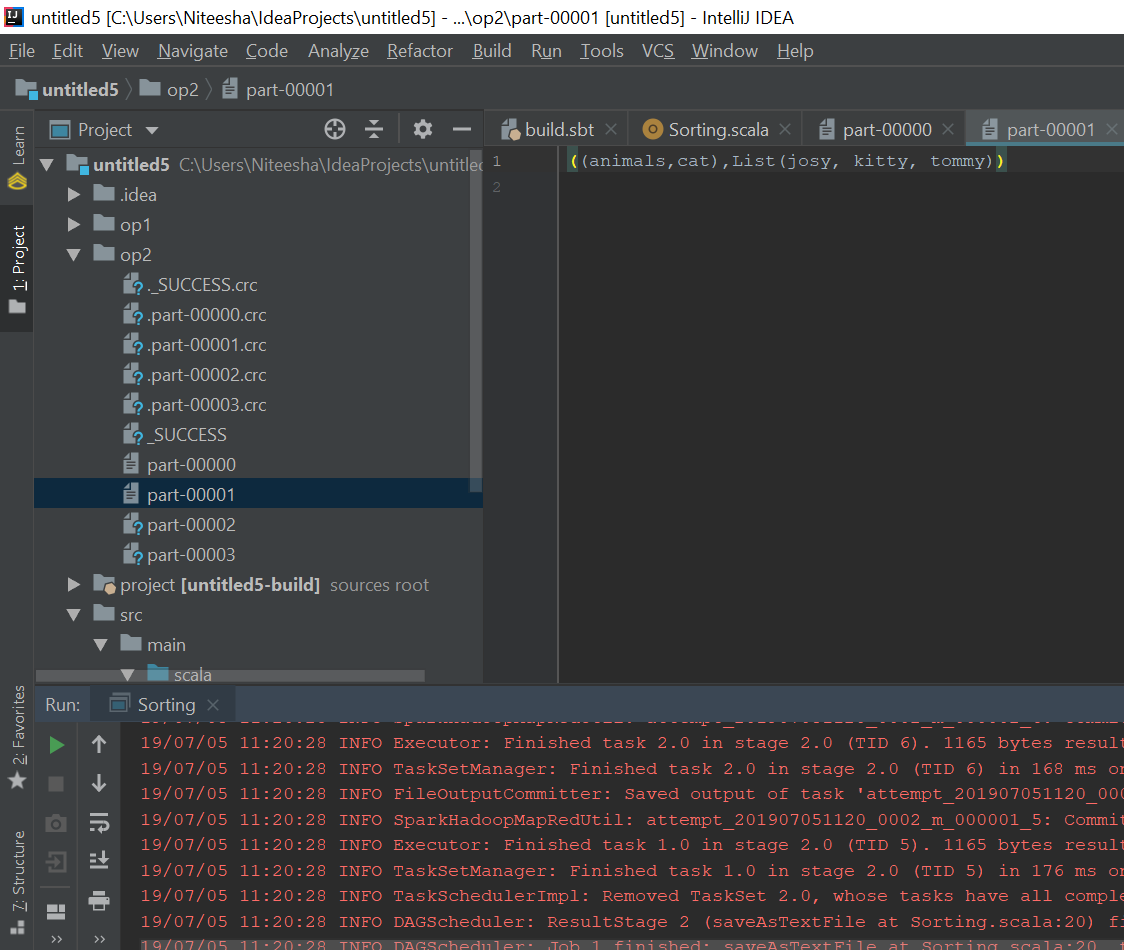 untitled5 [C:\Users\Niteesha\IdeaProjects\untitled5] - ...\op2\part-00001 [untitled5] - IntelliJ IDEA
File Edit View Navigate Code Analyze Refactor Build Run Tools VCS Window Help
untitled5 op2 part-00001
Learn
1: Project
2: Favorites
7: Structure
Project
untitled5 C:\Users\Niteesha\IdeaProjects\untitled
.idea
op1
op2
._SUCCESS.crc
.part-00000.crc
.part-00001.crc
.part-00002.crc
.part-00003.crc
_SUCCESS
part-00000
part-00001
part-00002
part-00003
project [untitled5-build] sources root
src
main
scala
build.sbt Sorting.scala part-00000 part-00001
1 ((animals,cat),List(josy, kitty, tommy))
2
Run: Sorting
19/07/05 11:20:28 INFO Executor: Finished task 2.0 in stage 2.0 (TID 6). 1165 bytes result
19/07/05 11:20:28 INFO TaskSetManager: Finished task 2.0 in stage 2.0 (TID 6) in 168 ms on
19/07/05 11:20:28 INFO FileOutputCommitter: Saved output of task 'attempt_201907051120_000
19/07/05 11:20:28 INFO SparkHadoopMapRedUtil: attempt_201907051120_0002_m_000001_5: Commit
19/07/05 11:20:28 INFO Executor: Finished task 1.0 in stage 2.0 (TID 5). 1165 bytes result
19/07/05 11:20:28 INFO TaskSetManager: Finished task 1.0 in stage 2.0 (TID 5) in 176 ms on
19/07/05 11:20:28 INFO TaskSchedulerImpl: Removed TaskSet 2.0, whose tasks have all comple
19/07/05 11:20:28 INFO DAGScheduler: ResultStage 2 (saveAsTextFile at Sorting.scala:20) fi
19/07/05 11:20:28 INFO DAGScheduler: Job 1 finished: saveAsTextFile at Sorting.scala:20, t